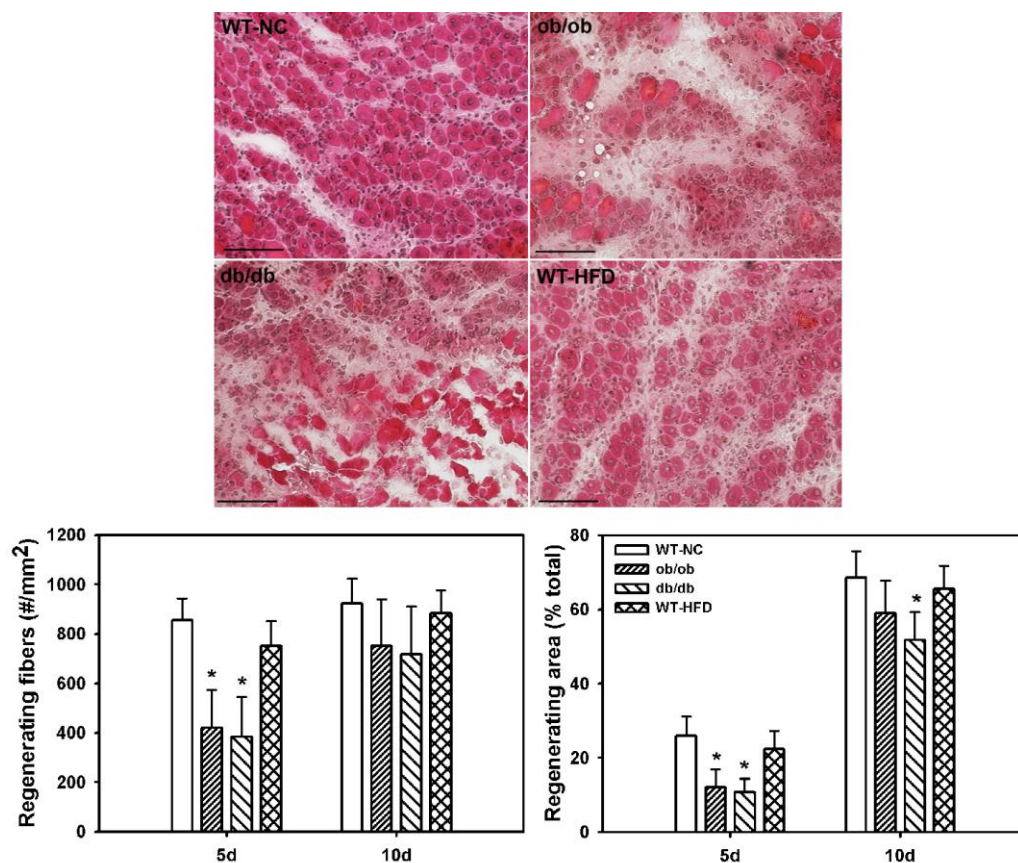 WT-NC
ob/ob
db/db
WT-HFD
Regenerating fibers (#/mm²)
1200
1000
800
600
400
200
0
* *
5d
10d
Regenerating area (% total)
80
60
40
20
0
WT-NC
ob/ob
db/db
WT-HFD
*
* *
5d
10d